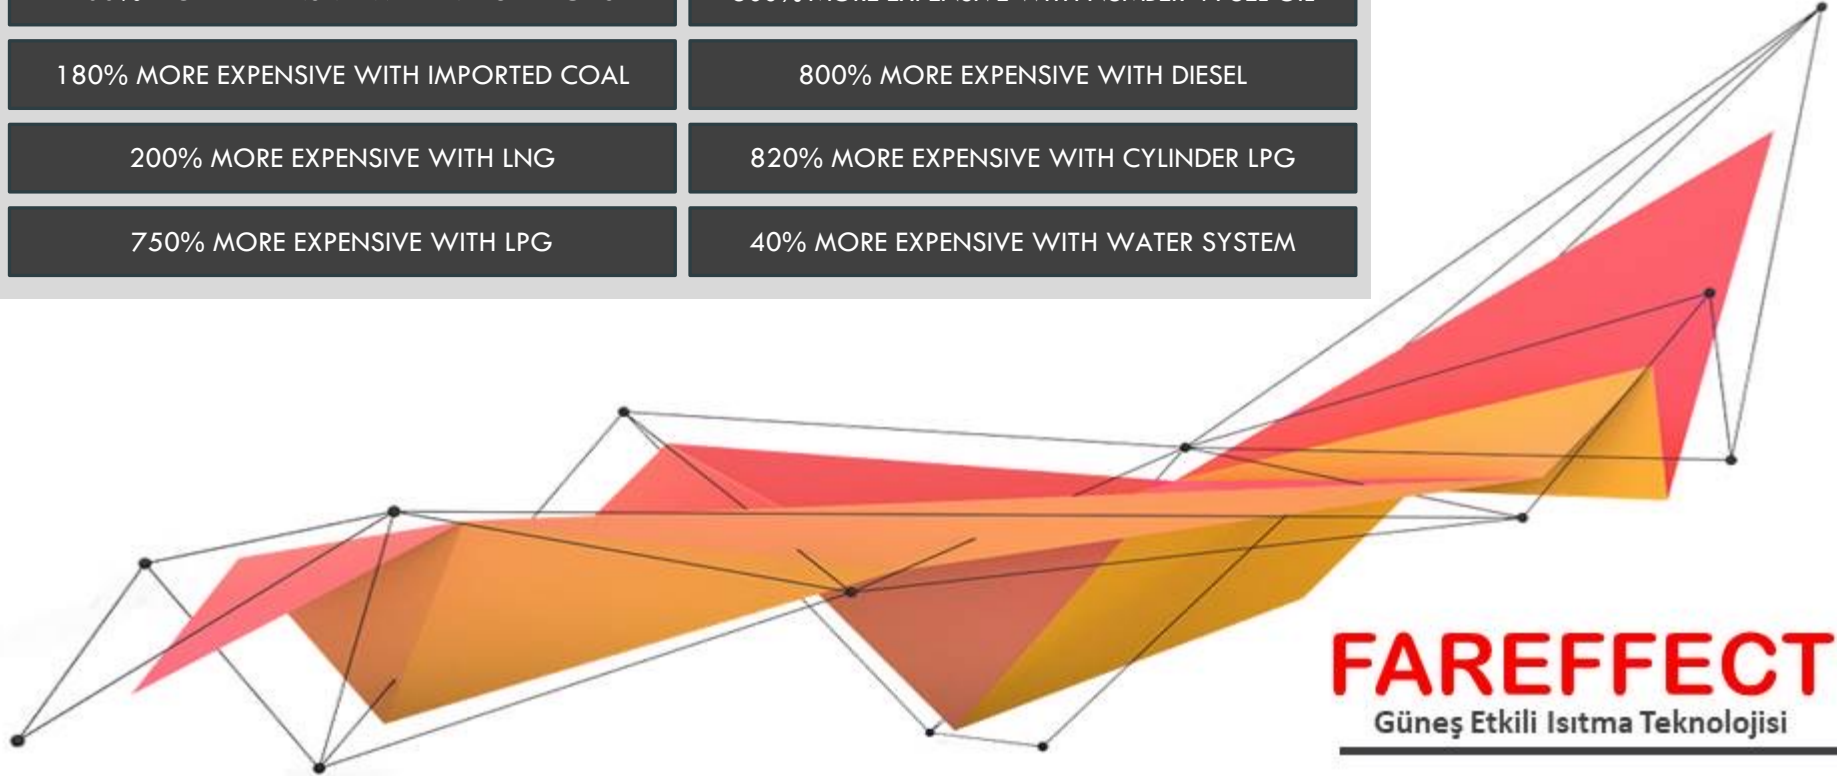 180% MORE EXPENSIVE WITH IMPORTED COAL
800% MORE EXPENSIVE WITH DIESEL
200% MORE EXPENSIVE WITH LNG
820% MORE EXPENSIVE WITH CYLINDER LPG
750% MORE EXPENSIVE WITH LPG
40% MORE EXPENSIVE WITH WATER SYSTEM
FAREFFECT
Güneş Etkili Isıtma Teknolojisi